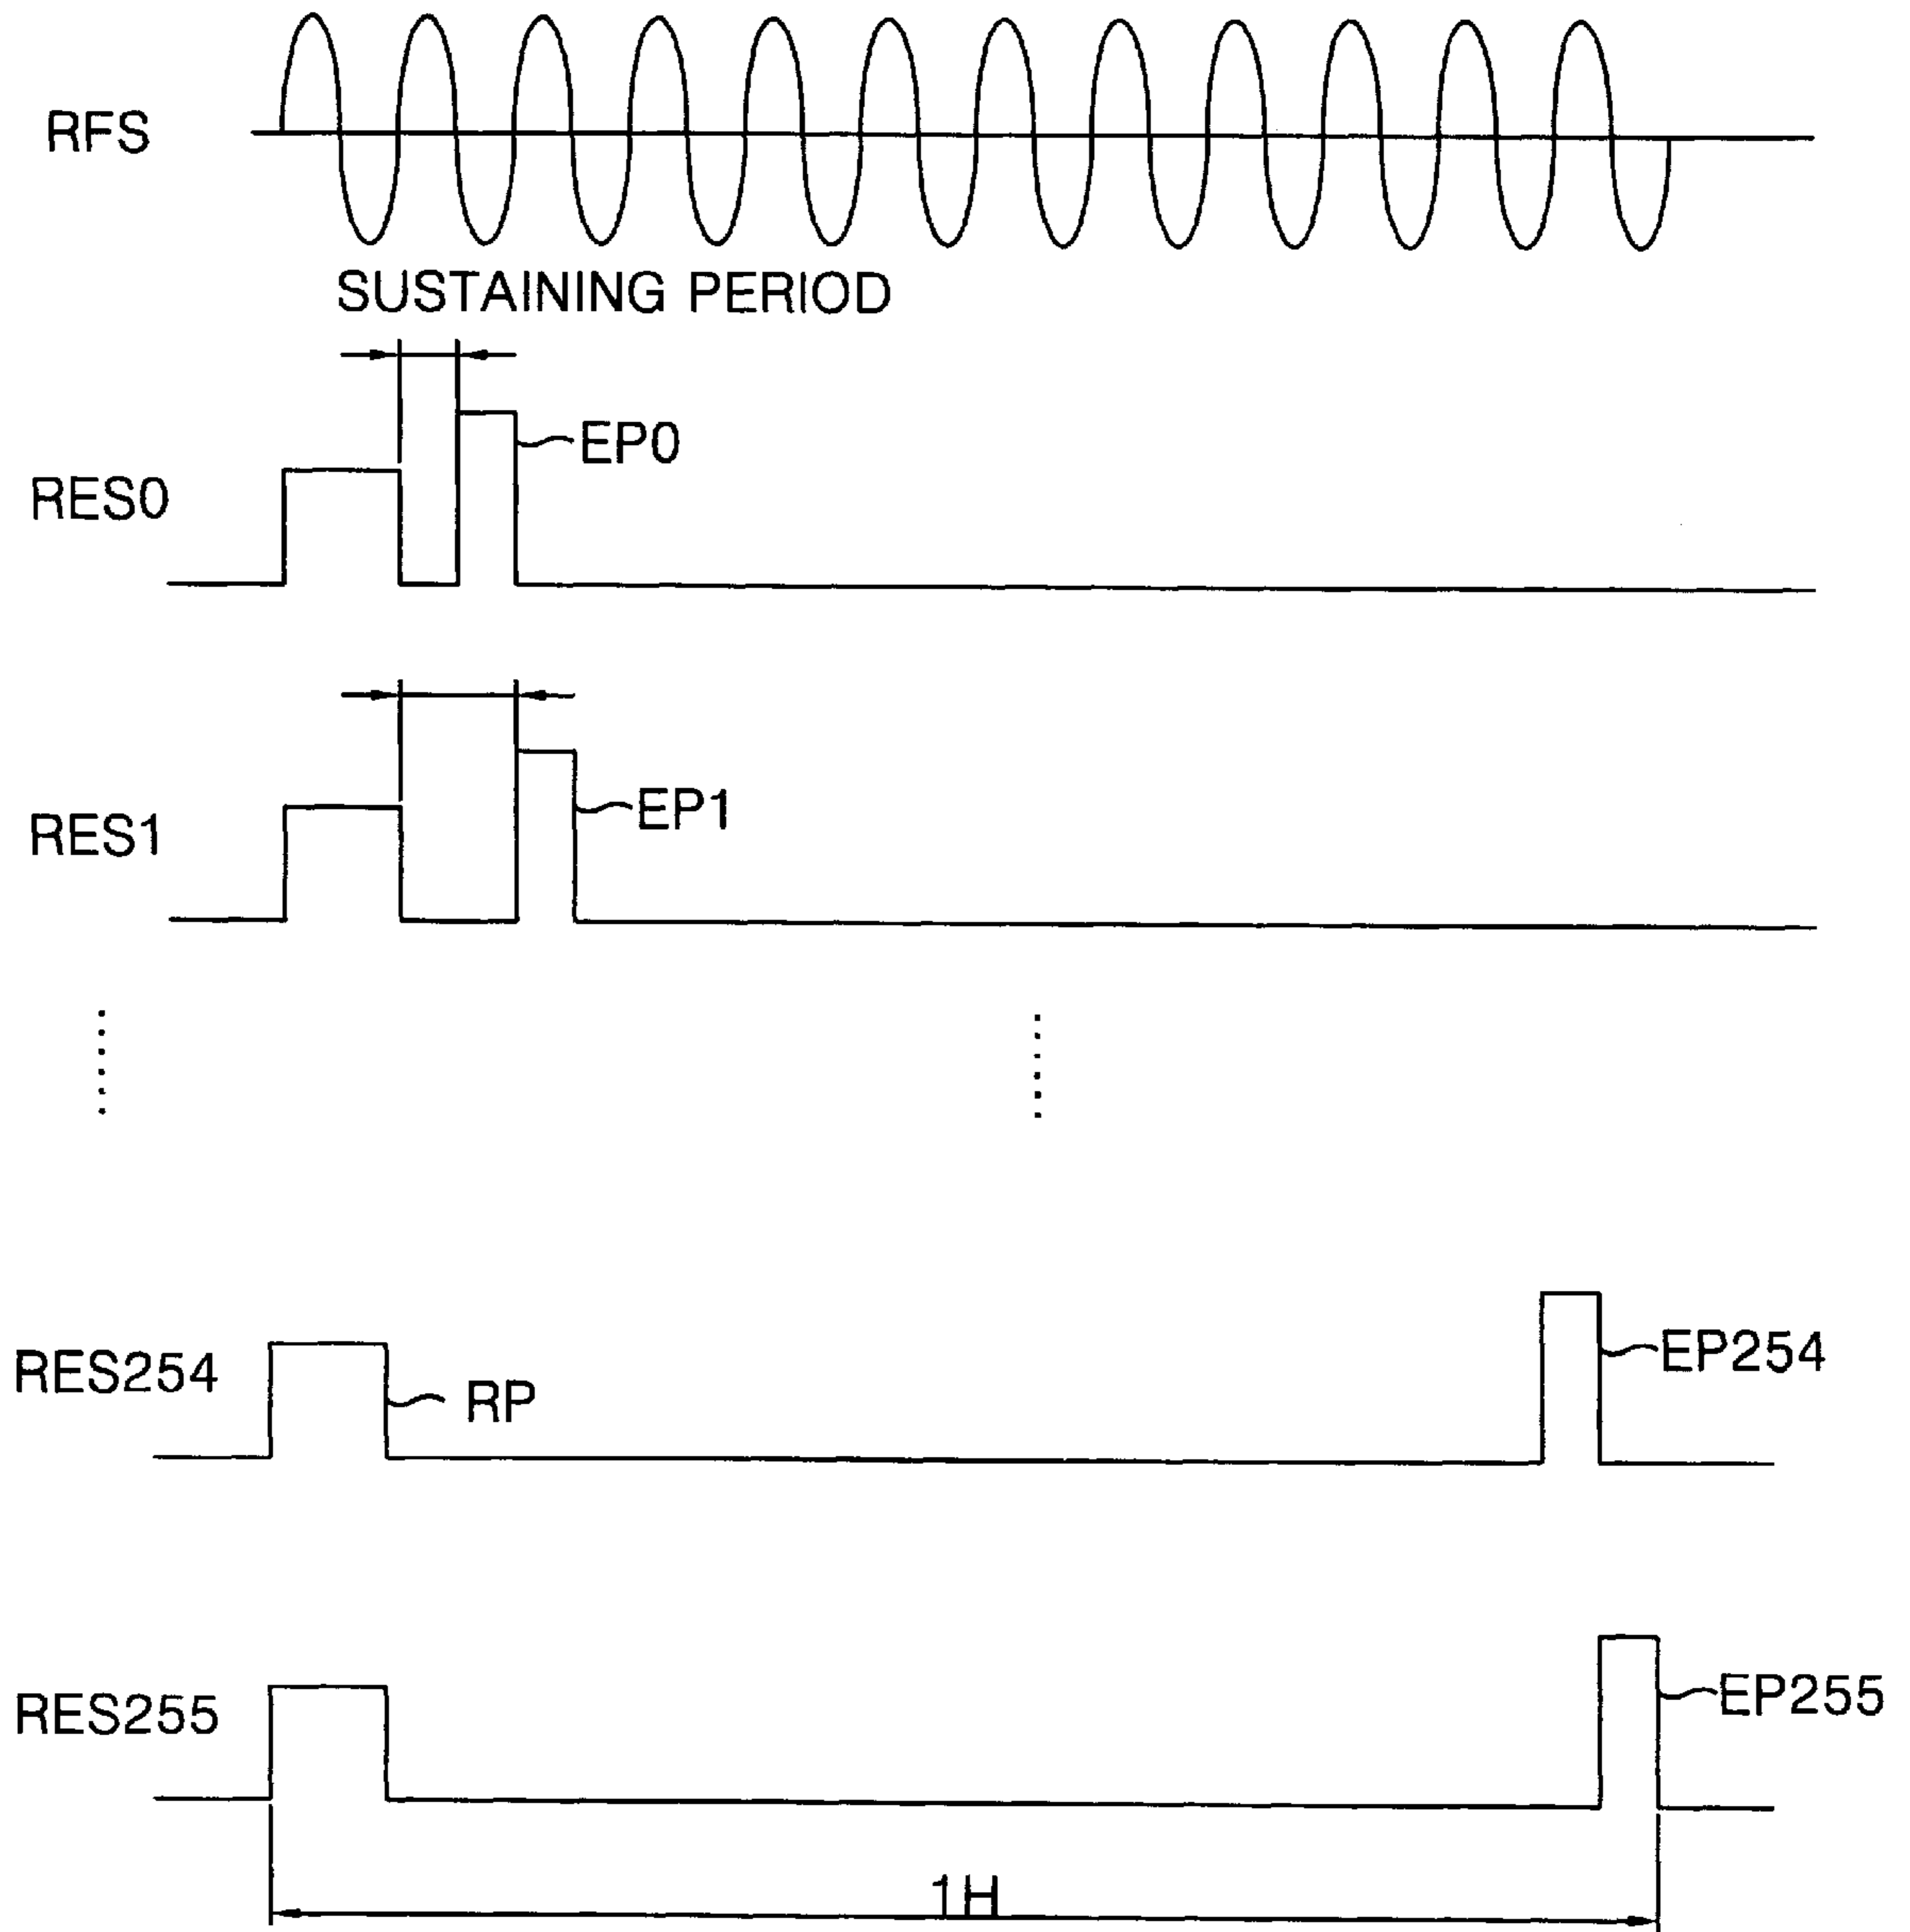 RFS
SUSTAINING PERIOD
EP0
RES0
EP1
RES1
EP254
RES254
RP
EP255
RES255
1H